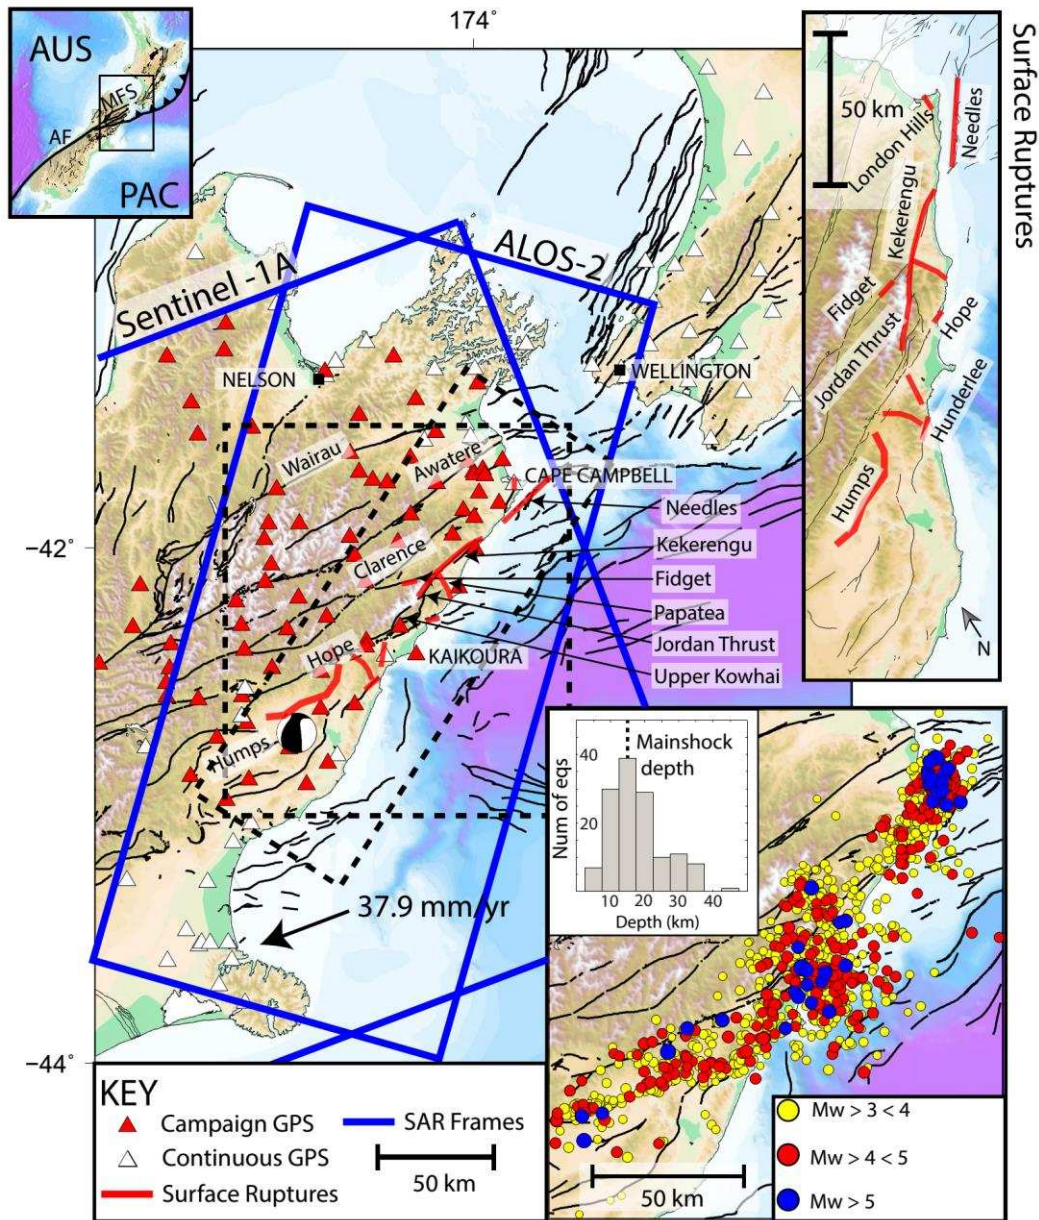 174°
AUS
MFS
AF
PAC
Sentinel -1A
ALOS-2
NELSON
WELLINGTON
Wairau
Awatere
CAPE CAMPBELL
Needles
−42°
Clarence
Kekerengu
Fidget
Papatea
Jordan Thrust
Hope
KAIKOURA
Upper Kowhai
Humps
37.9 mm/yr
−44°
KEY
Campaign GPS
SAR Frames
Continuous GPS
50 km
Surface Ruptures
Surface Ruptures
50 km
London Hills
Needles
Kekerengu
Fidget
Hope
Jordan Thrust
Hunderlee
Humps
N
Num of eqs
40
20
Mainshock
depth
10 20 30 40
Depth (km)
50 km
Mw > 3 < 4
Mw > 4 < 5
Mw > 5